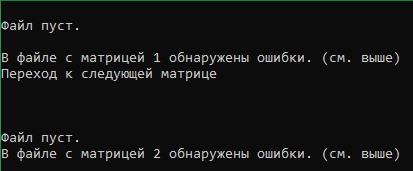 Файл пуст.
В файле с матрицей 1 обнаружены ошибки. (см. выше)
Переход к следующей матрице
Файл пуст.
В файле с матрицей 2 обнаружены ошибки. (см. выше)